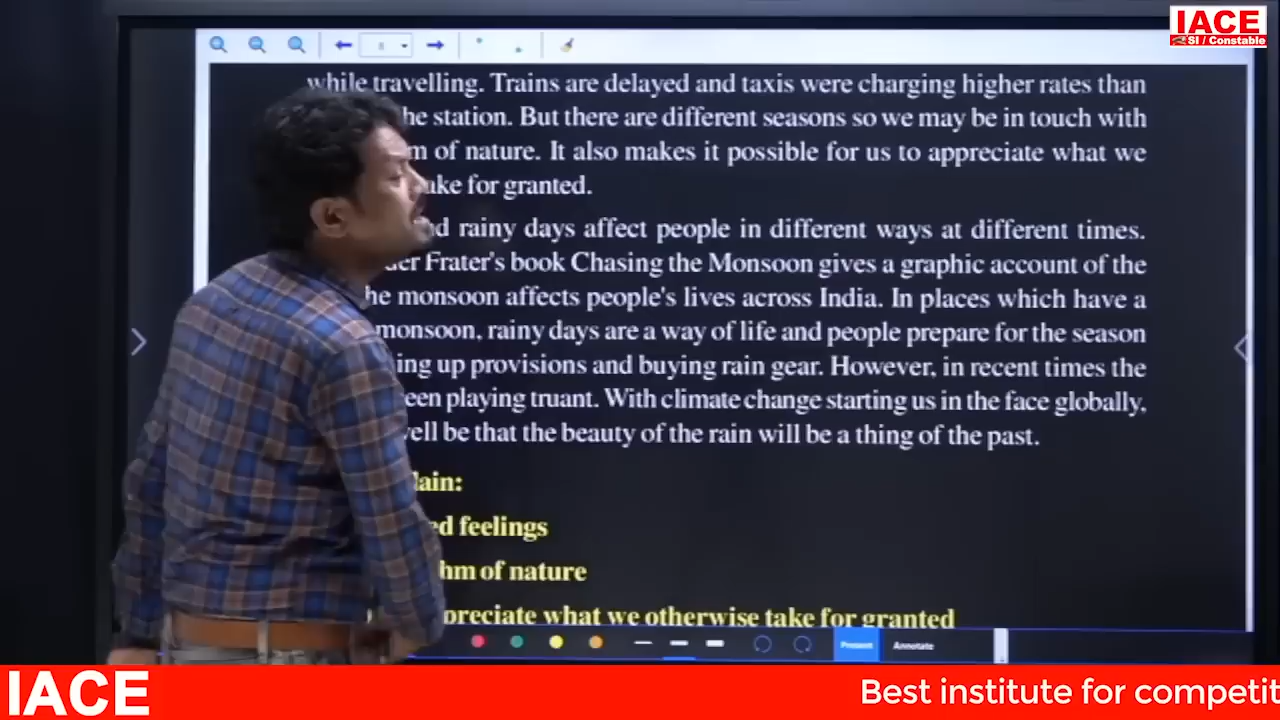 IACE
SI / Constable
8
while travelling. Trains are delayed and taxis were charging higher rates than
he station. But there are different seasons so we may be in touch with
m of nature. It also makes it possible for us to appreciate what we
ake for granted.
nd rainy days affect people in different ways at different times.
der Frater's book Chasing the Monsoon gives a graphic account of the
he monsoon affects people's lives across India. In places which have a
monsoon, rainy days are a way of life and people prepare for the season
ing up provisions and buying rain gear. However, in recent times the
een playing truant. With climate change starting us in the face globally,
vell be that the beauty of the rain will be a thing of the past.
lain:
ed feelings
hm of nature
preciate what we otherwise take for granted
Present Annotate
IACE
Best institute for competit